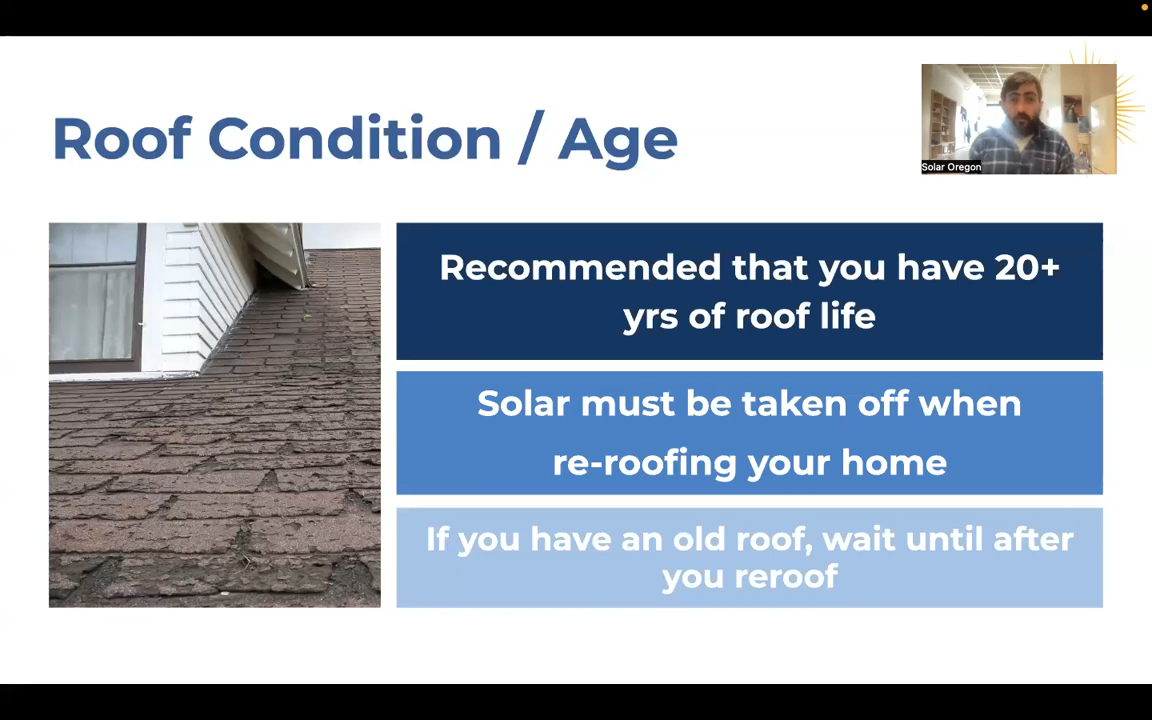 Roof Condition / Age
Solar Oregon
Recommended that you have 20+
yrs of roof life
Solar must be taken off when
re-roofing your home
If you have an old roof, wait until after
you reroof